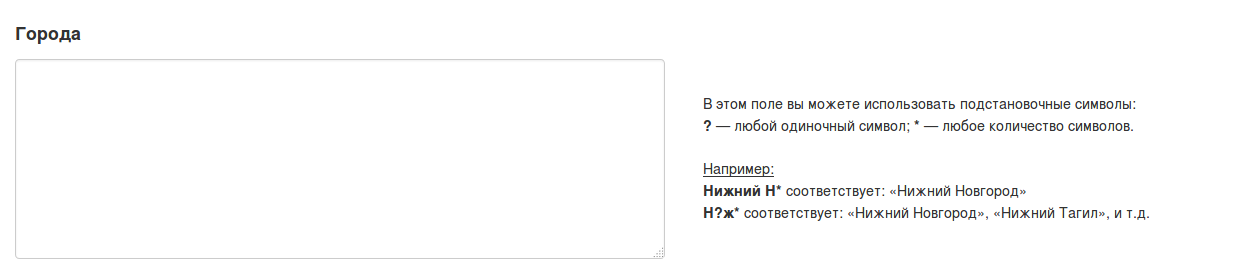 Города
В этом поле вы можете использовать подстановочные символы:
? — любой одиночный символ; * — любое количество символов.
Например:
Нижний Н* соответствует: «Нижний Новгород»
Н?ж* соответствует: «Нижний Новгород», «Нижний Тагил», и т.д.